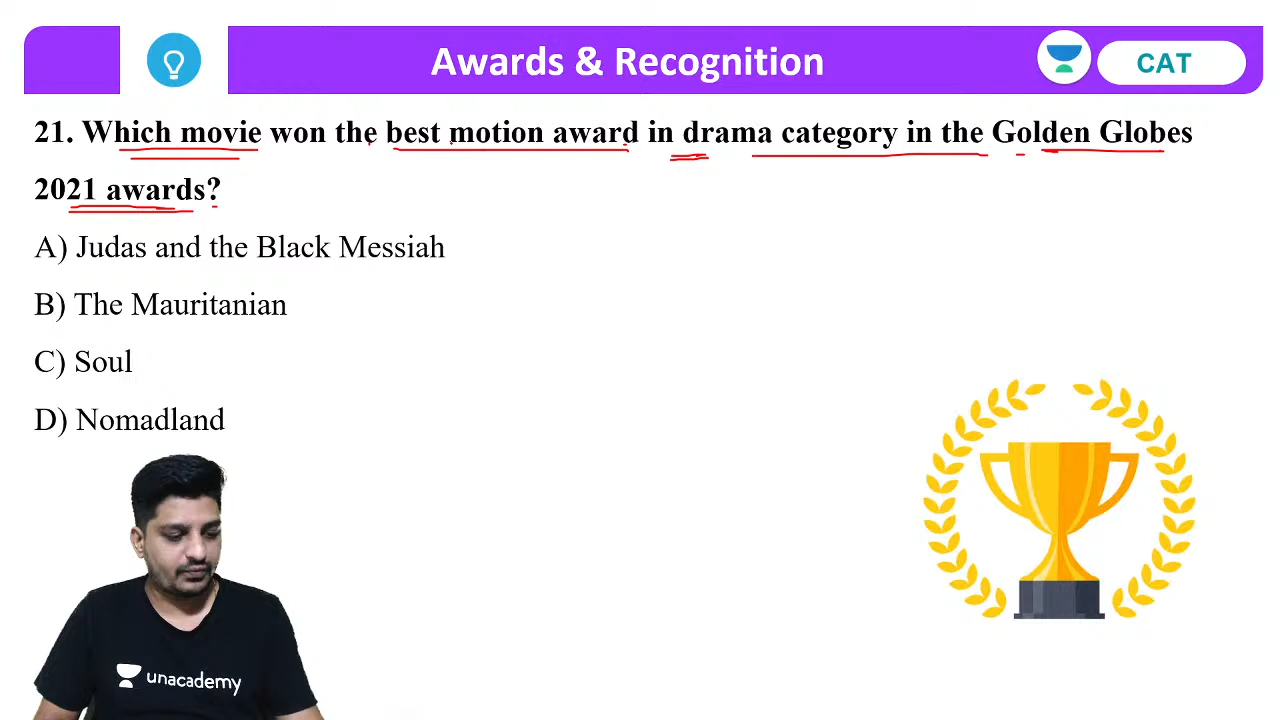 Awards & Recognition
CAT
21. Which movie won the best motion award in drama category in the Golden Globes
2021 awards?
A) Judas and the Black Messiah
B) The Mauritanian
C) Soul
D) Nomadland
unacademy